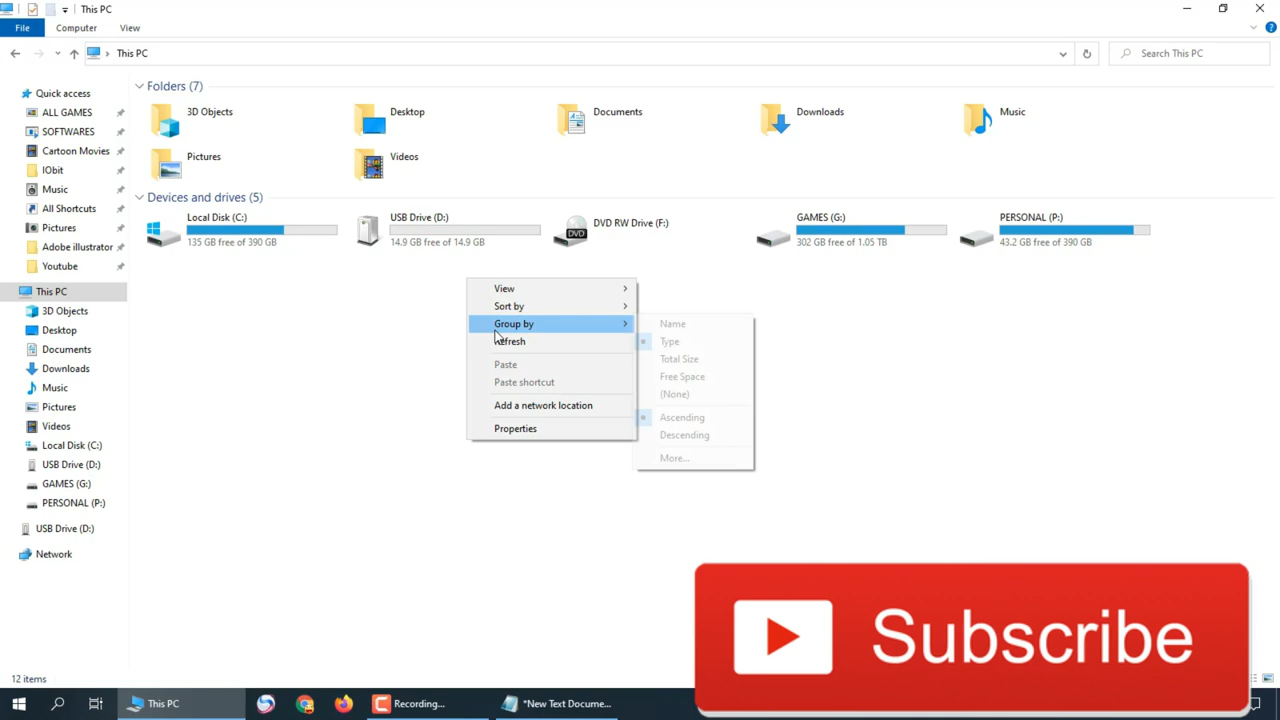 This PC
File
Computer
View
This PC
Search This PC
Quick access
ALL GAMES
SOFTWARES
Cartoon Movies
IObit
Music
All Shortcuts
Pictures
Adobe illustrator
Youtube
This PC
3D Objects
Desktop
Documents
Downloads
Music
Pictures
Videos
Local Disk (C:)
USB Drive (D:)
GAMES (G:)
PERSONAL (P:)
USB Drive (D:)
Network
Folders (7)
3D Objects
Desktop
Documents
Downloads
Music
Pictures
Videos
Devices and drives (5)
Local Disk (C:)
135 GB free of 390 GB
USB Drive (D:)
14.9 GB free of 14.9 GB
DVD RW Drive (F:)
DVD
GAMES (G:)
302 GB free of 1.05 TB
PERSONAL (P:)
43.2 GB free of 390 GB
View
Sort by
Group by
Refresh
Paste
Paste shortcut
Add a network location
Properties
Name
Type
Total Size
Free Space
(None)
Ascending
Descending
More...
Subscribe
12 items
This PC
Recording...
*New Text Docume...